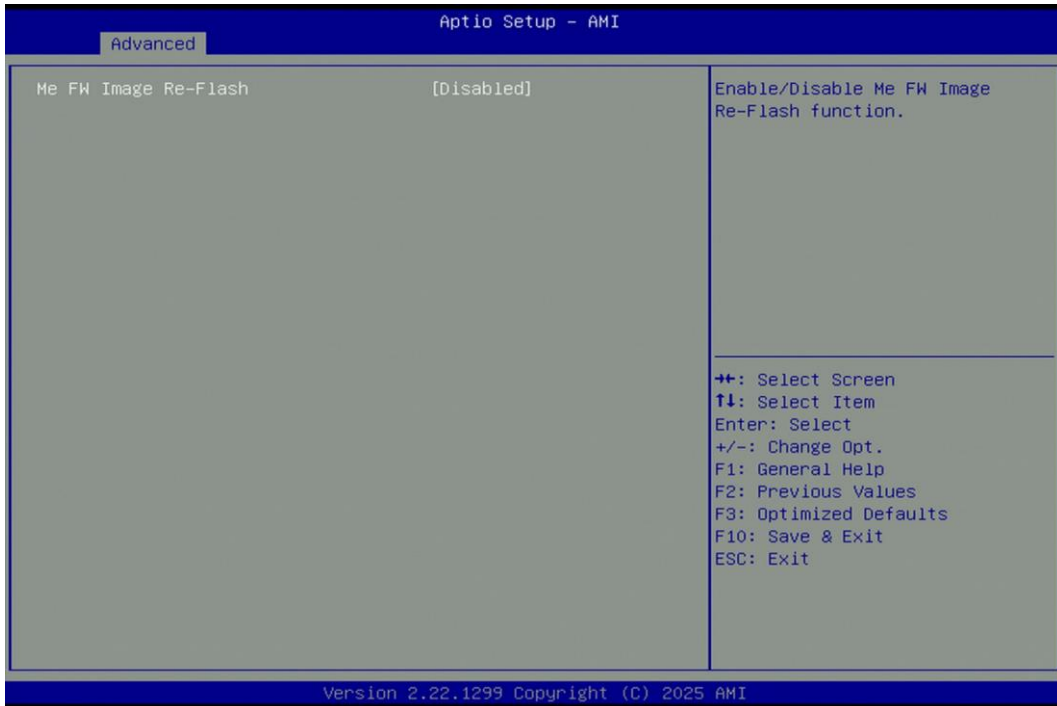 Aptio Setup – AMI
Advanced
Me FW Image Re–Flash [Disabled]
Enable/Disable Me FW Image
Re–Flash function.
→←: Select Screen
↑↓: Select Item
Enter: Select
+/–: Change Opt.
F1: General Help
F2: Previous Values
F3: Optimized Defaults
F10: Save & Exit
ESC: Exit
Version 2.22.1299 Copyright (C) 2025 AMI